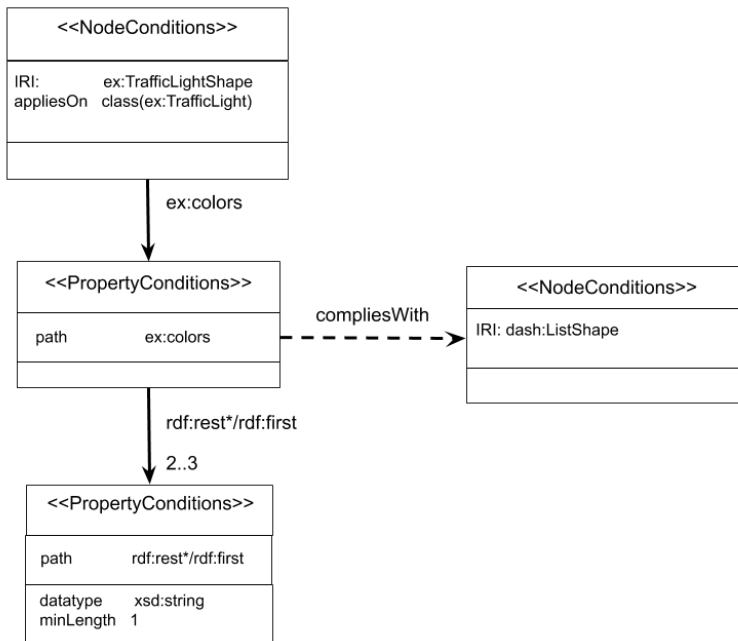 <<NodeConditions>>
IRI: ex:TrafficLightShape
appliesOn class(ex:TrafficLight)
ex:colors
<<PropertyConditions>>
path ex:colors
compliesWith
<<NodeConditions>>
IRI: dash:ListShape
rdf:rest*/rdf:first
2..3
<<PropertyConditions>>
path rdf:rest*/rdf:first
datatype xsd:string
minLength 1